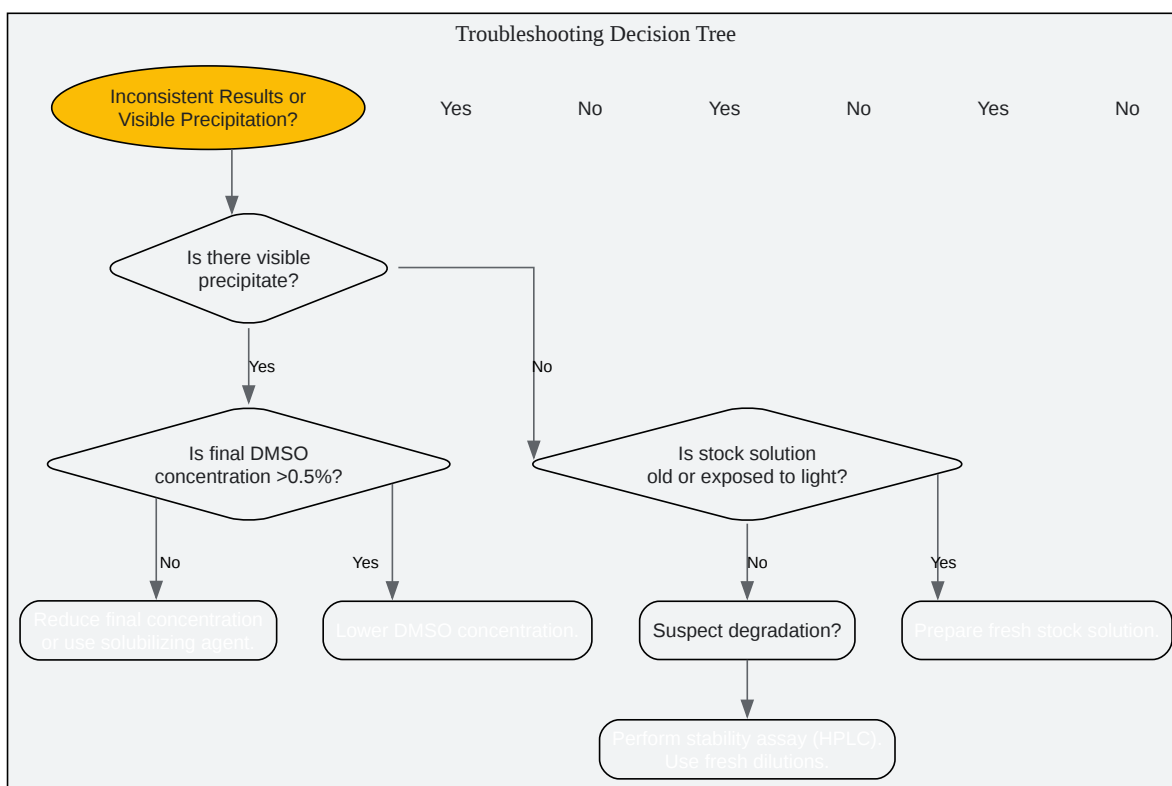 Troubleshooting Decision Tree
Inconsistent Results or
Visible Precipitation?
Yes
No
Yes
No
Yes
No
Is there visible
precipitate?
Yes
No
Is final DMSO
concentration >0.5%?
Is stock solution
old or exposed to light?
No
Yes
No
Yes
Reduce final concentration
or use solubilizing agent.
Lower DMSO concentration.
Suspect degradation?
Prepare fresh stock solution.
Perform stability assay (HPLC).
Use fresh dilutions.